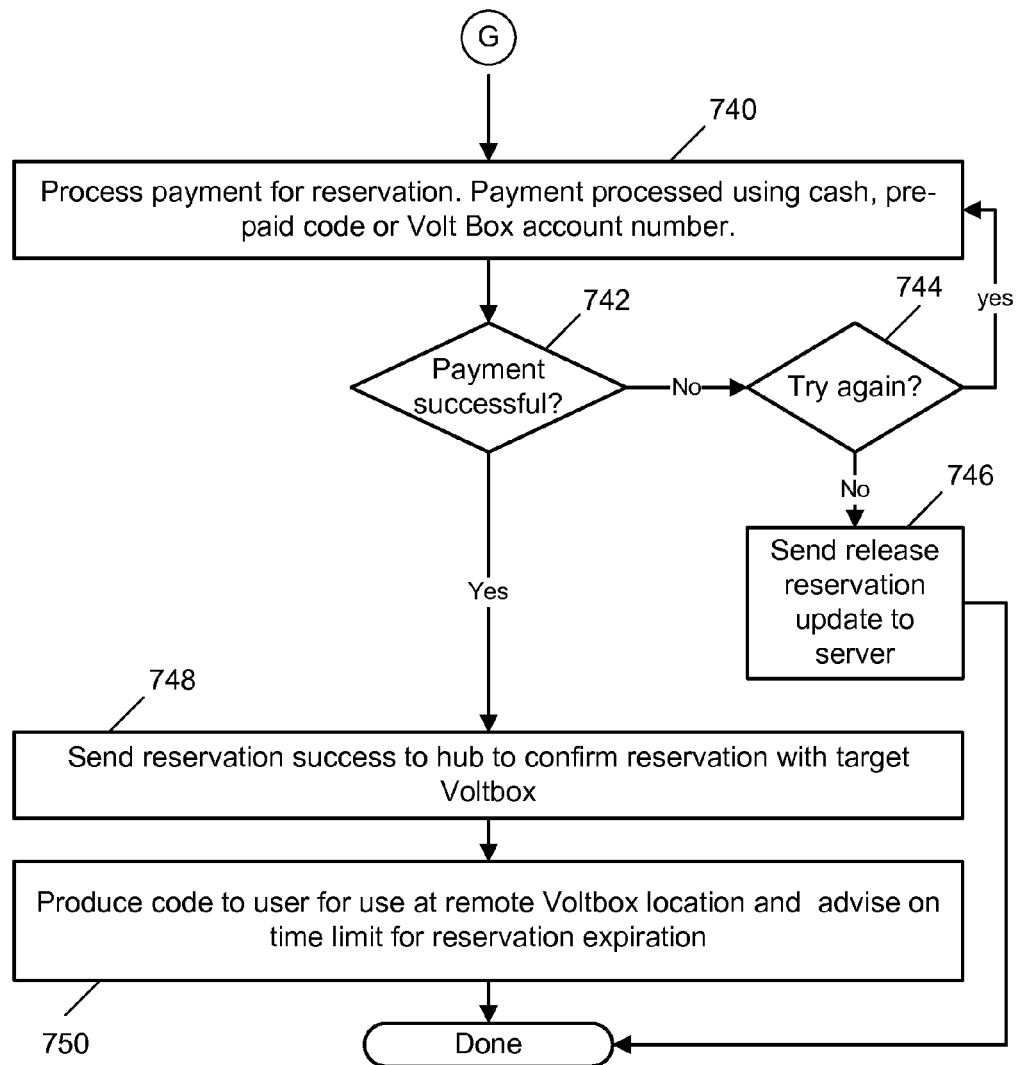 G
740
Process payment for reservation. Payment processed using cash, pre-
paid code or Volt Box account number.
742
744
yes
Payment
successful?
No
Try again?
No
746
Send release
reservation
update to
server
Yes
748
Send reservation success to hub to confirm reservation with target
Voltbox
Produce code to user for use at remote Voltbox location and advise on
time limit for reservation expiration
750
Done